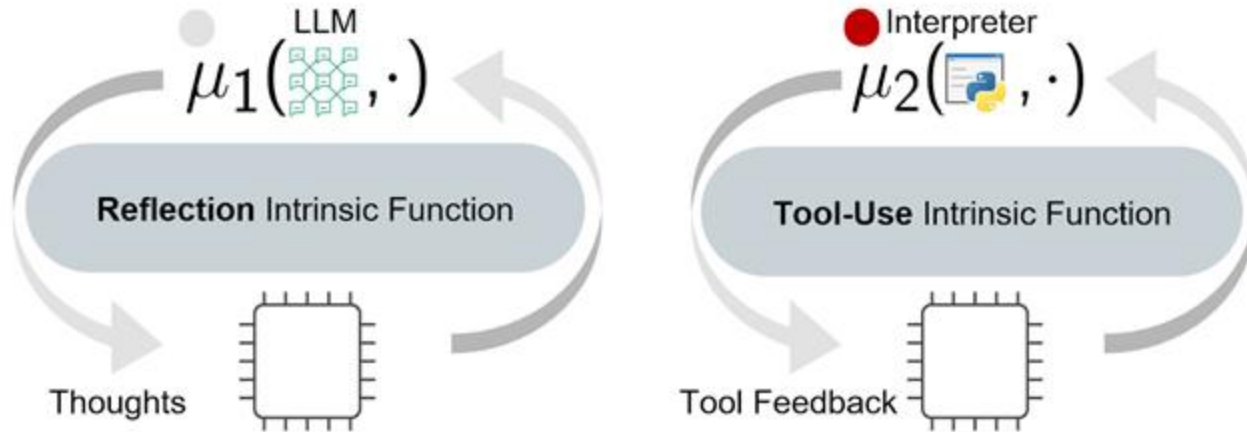 LLM
μ1( , ·)
Reflection Intrinsic Function
Thoughts
Interpreter
μ2( , ·)
Tool-Use Intrinsic Function
Tool Feedback